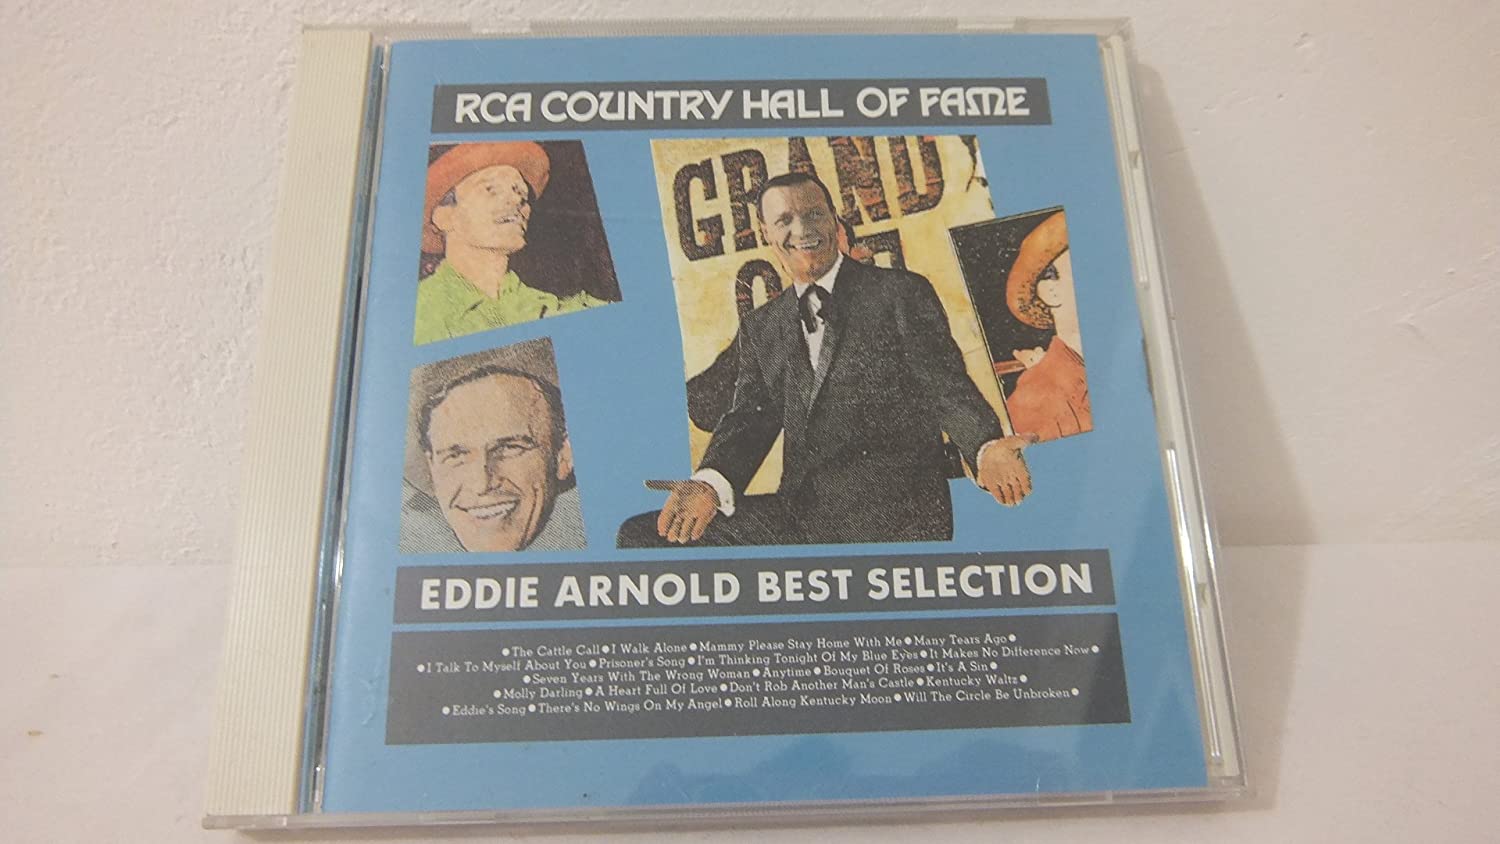 RCA COUNTRY HALL OF FAME
GRAND
EDDIE ARNOLD BEST SELECTION
●The Cattle Call●I Walk Alone●Mammy Please Stay Home With Me●Many Tears Ago●
●I Talk To Myself About You●Prisoner's Song●I'm Thinking Tonight Of My Blue Eyes●It Makes No Difference Now●
●Seven Years With The Wrong Woman●Anytime●Bouquet Of Roses●It's A Sin●
●Molly Darling●A Heart Full Of Love●Don't Rob Another Man's Castle●Kentucky Waltz●
●Eddie's Song●There's No Wings On My Angel●Roll Along Kentucky Moon●Will The Circle Be Unbroken●